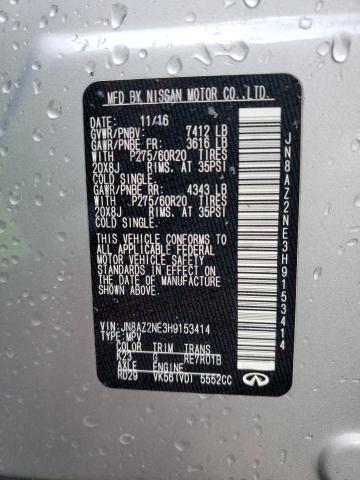 MFD BY NISSAN MOTOR CO.,LTD.
DATE: 11/16
GVWR/PNBV: 7412 LB
GAWR/PNBE FR: 3616 LB
WITH P275/60R20 TIRES
20X8J RIMS. AT 35PSI
COLD SINGLE.
GAWR/PNBE RR: 4343 LB
WITH P275/60R20 TIRES
20X8J RIMS. AT 35PSI
COLD SINGLE.
THIS VEHICLE CONFORMS TO
ALL APPLICABLE FEDERAL
MOTOR VEHICLE SAFETY
STANDARDS IN EFFECT ON
THE DATE OF MANUFACTURE
SHOWN ABOVE.
VIN: JN8AZ2NE3H9153414
TYPE: MPV
COLOR TRIM TRANS
K23 G RE7R01B
AXLE ENGINE
RD29 VK56(VD) 5552CC
JN8AZ2NE3H9153414